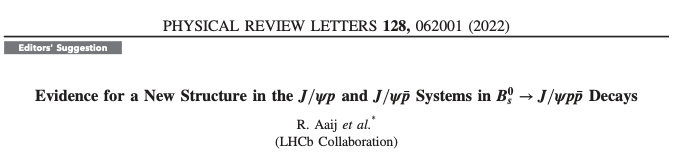 PHYSICAL REVIEW LETTERS 128, 062001 (2022)
Editors' Suggestion
Evidence for a New Structure in the J/ψp and J/ψp̄ Systems in B⁰ₛ → J/ψpp̄ Decays
R. Aaij et al.*
(LHCb Collaboration)